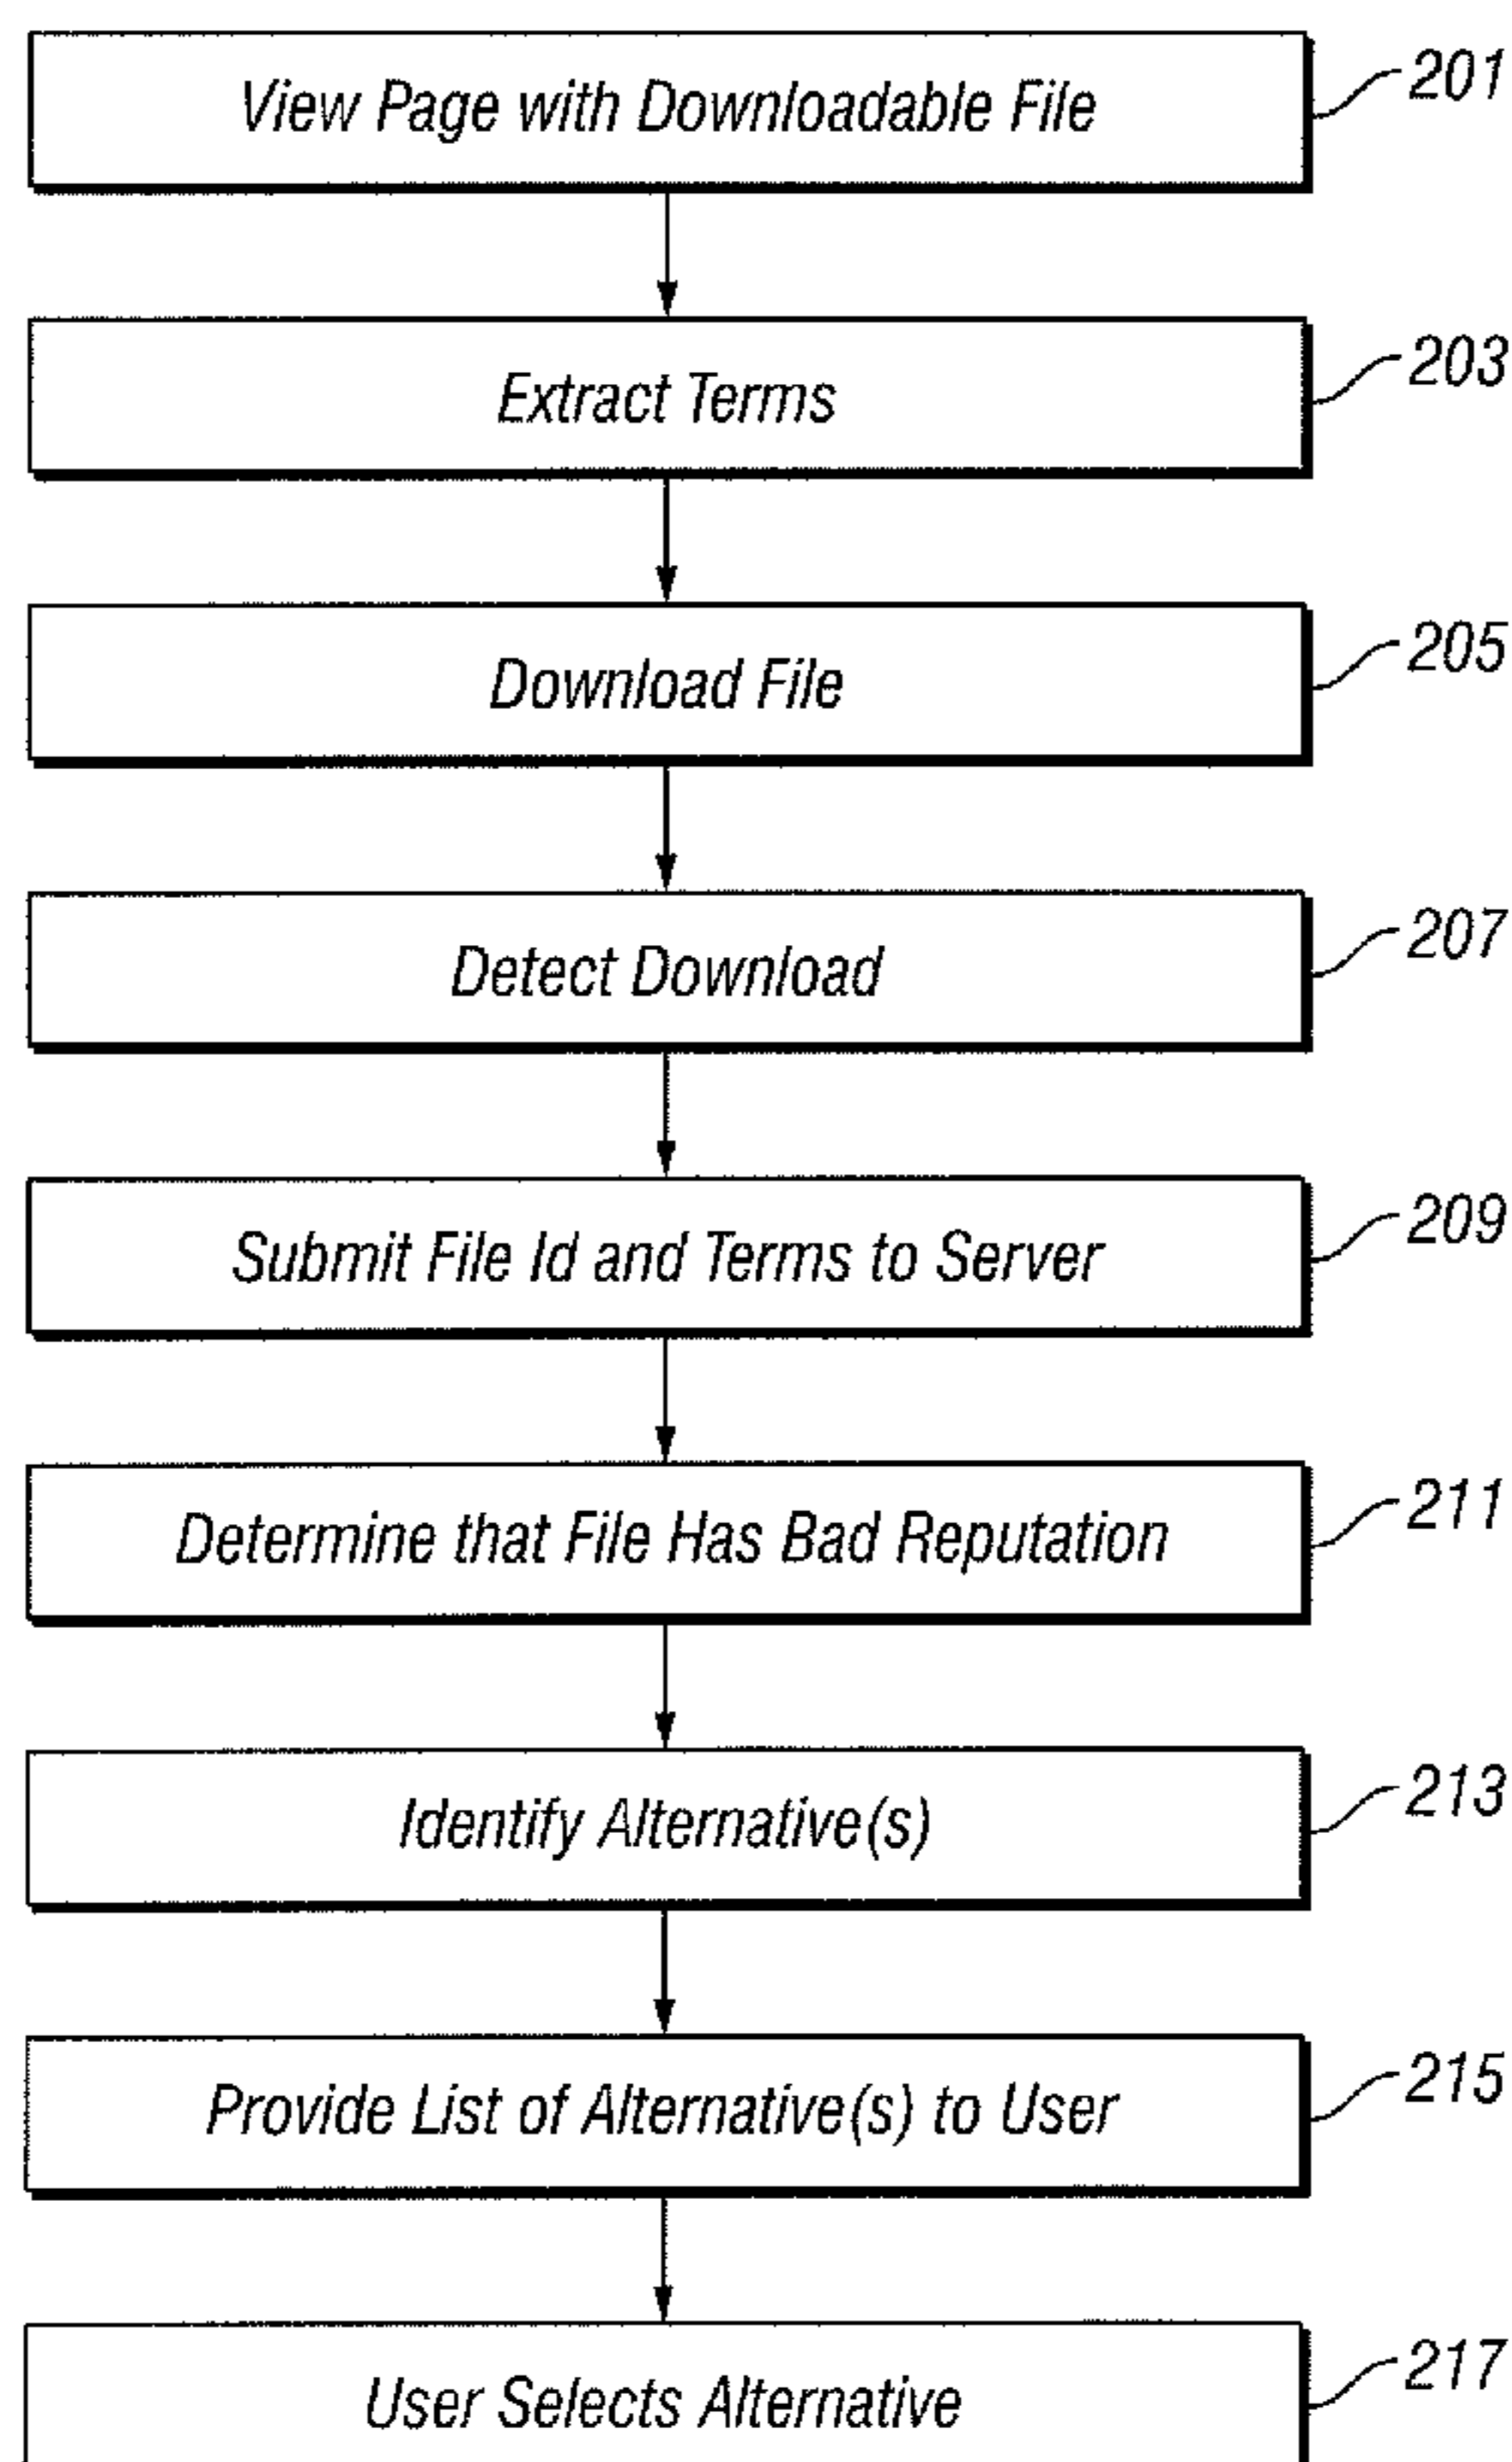 View Page with Downloadable File
201
Extract Terms
203
Download File
205
Detect Download
207
Submit File Id and Terms to Server
209
Determine that File Has Bad Reputation
211
Identify Alternative(s)
213
Provide List of Alternative(s) to User
215
User Selects Alternative
217